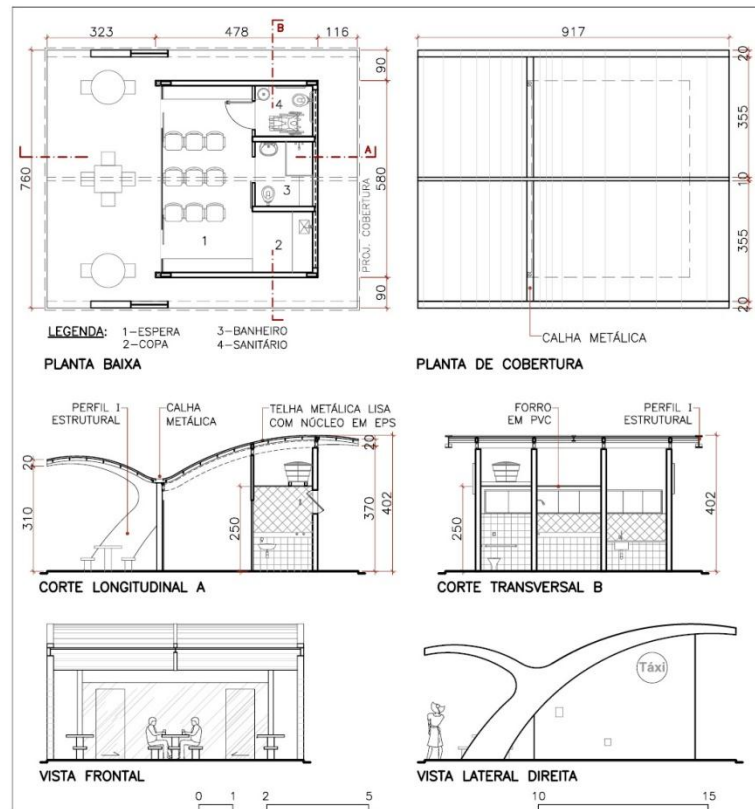 323 478 116
B
90
4
A
760
580
3
1
2
PROJ. COBERTURA
90
LEGENDA: 1-ESPERA 3-BANHEIRO
2-COPA 4-SANITÁRIO
PLANTA BAIXA
917
20
355
10
355
20
CALHA METÁLICA
PLANTA DE COBERTURA
PERFIL I
ESTRUTURAL
CALHA
METÁLICA
TELHA METÁLICA LISA
COM NÚCLEO EM EPS
20
310
250
20
370
402
CORTE LONGITUDINAL A
FORRO
EM PVC
PERFIL I
ESTRUTURAL
250
402
CORTE TRANSVERSAL B
VISTA FRONTAL
Táxi
VISTA LATERAL DIREITA
0 1 2 5 10 15